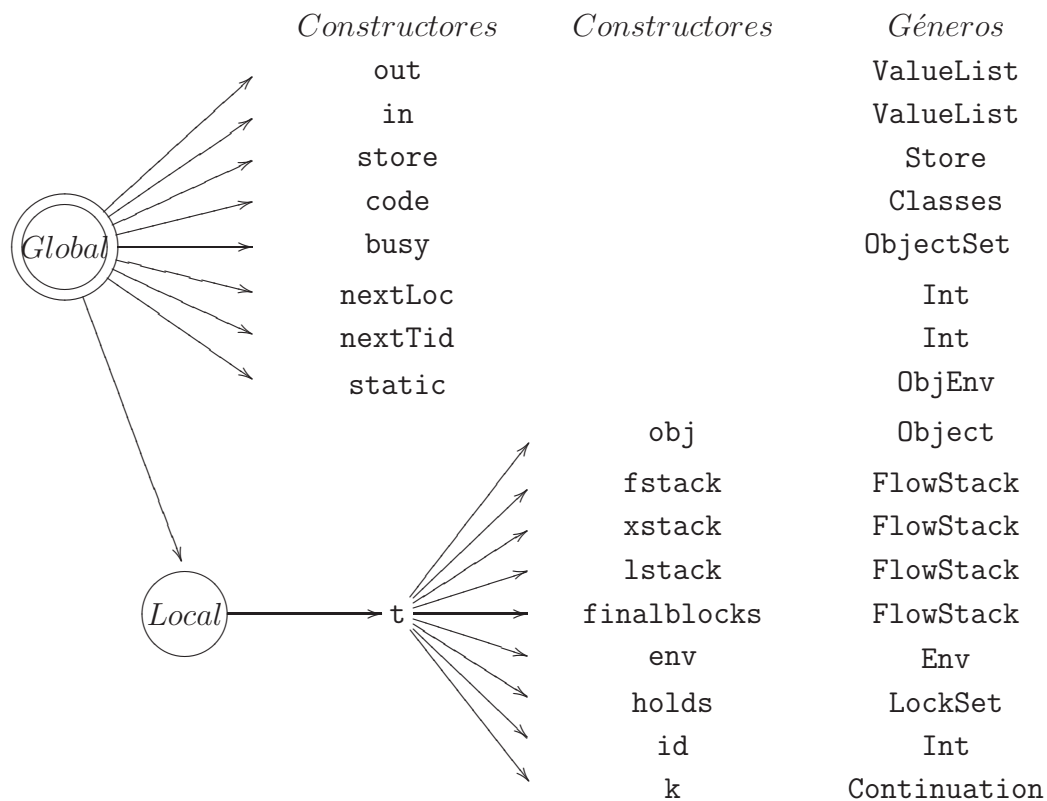 Constructores Constructores Géneros
out ValueList
in ValueList
store Store
code Classes
Global busy ObjectSet
nextLoc Int
nextTid Int
static ObjEnv
obj Object
fstack FlowStack
xstack FlowStack
lstack FlowStack
Local t finalblocks FlowStack
env Env
holds LockSet
id Int
k Continuation